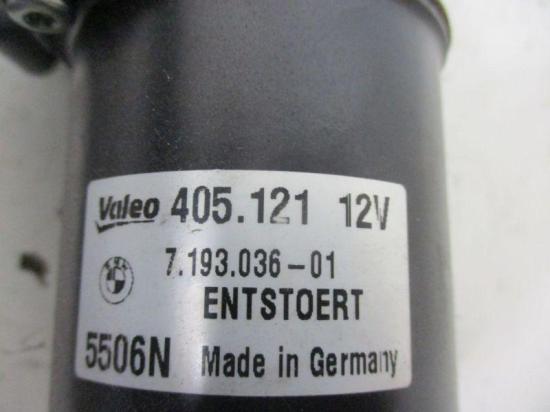 Valeo 405.121 12V
7.193.036-01
ENTSTOERT
5506N Made in Germany